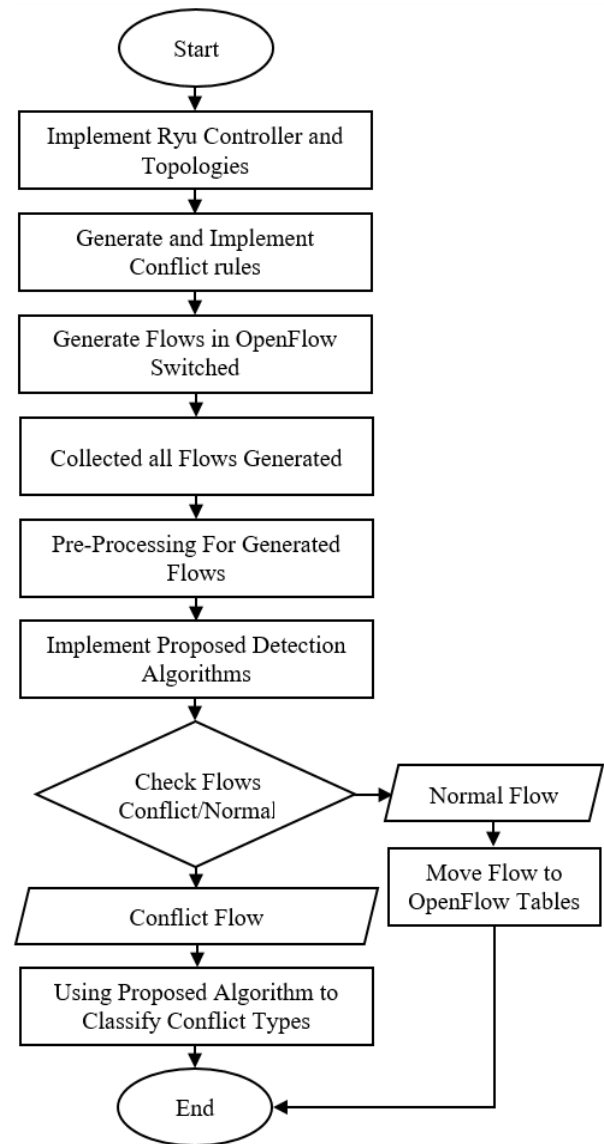 Start
Implement Ryu Controller and
Topologies
Generate and Implement
Conflict rules
Generate Flows in OpenFlow
Switched
Collected all Flows Generated
Pre-Processing For Generated
Flows
Implement Proposed Detection
Algorithms
Check Flows
Conflict/Normal
Normal Flow
Move Flow to
OpenFlow Tables
Conflict Flow
Using Proposed Algorithm to
Classify Conflict Types
End